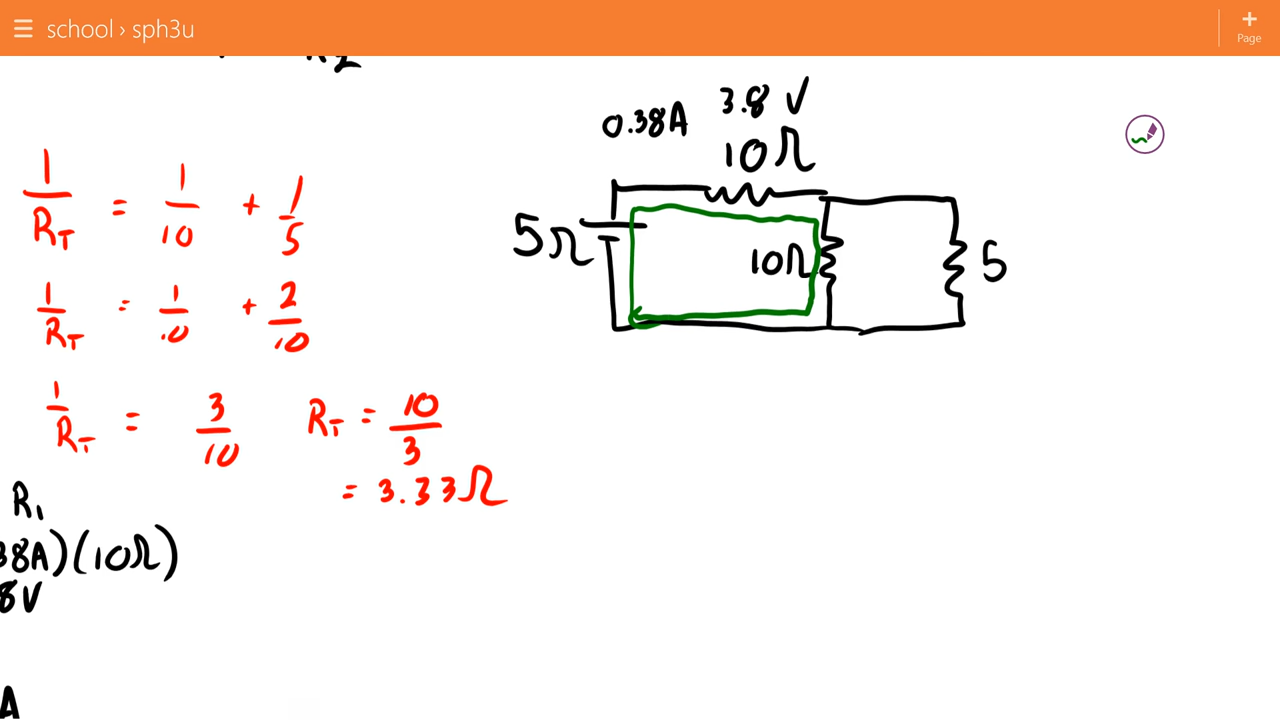 school › sph3u
Page
1/R_T = 1/10 + 1/5
1/R_T = 1/10 + 2/10
1/R_T = 3/10
R_T = 10/3
= 3.33Ω
R₁
38A)(10Ω)
8V
A
0.38A
3.8 V
10Ω
5Ω
10Ω
5